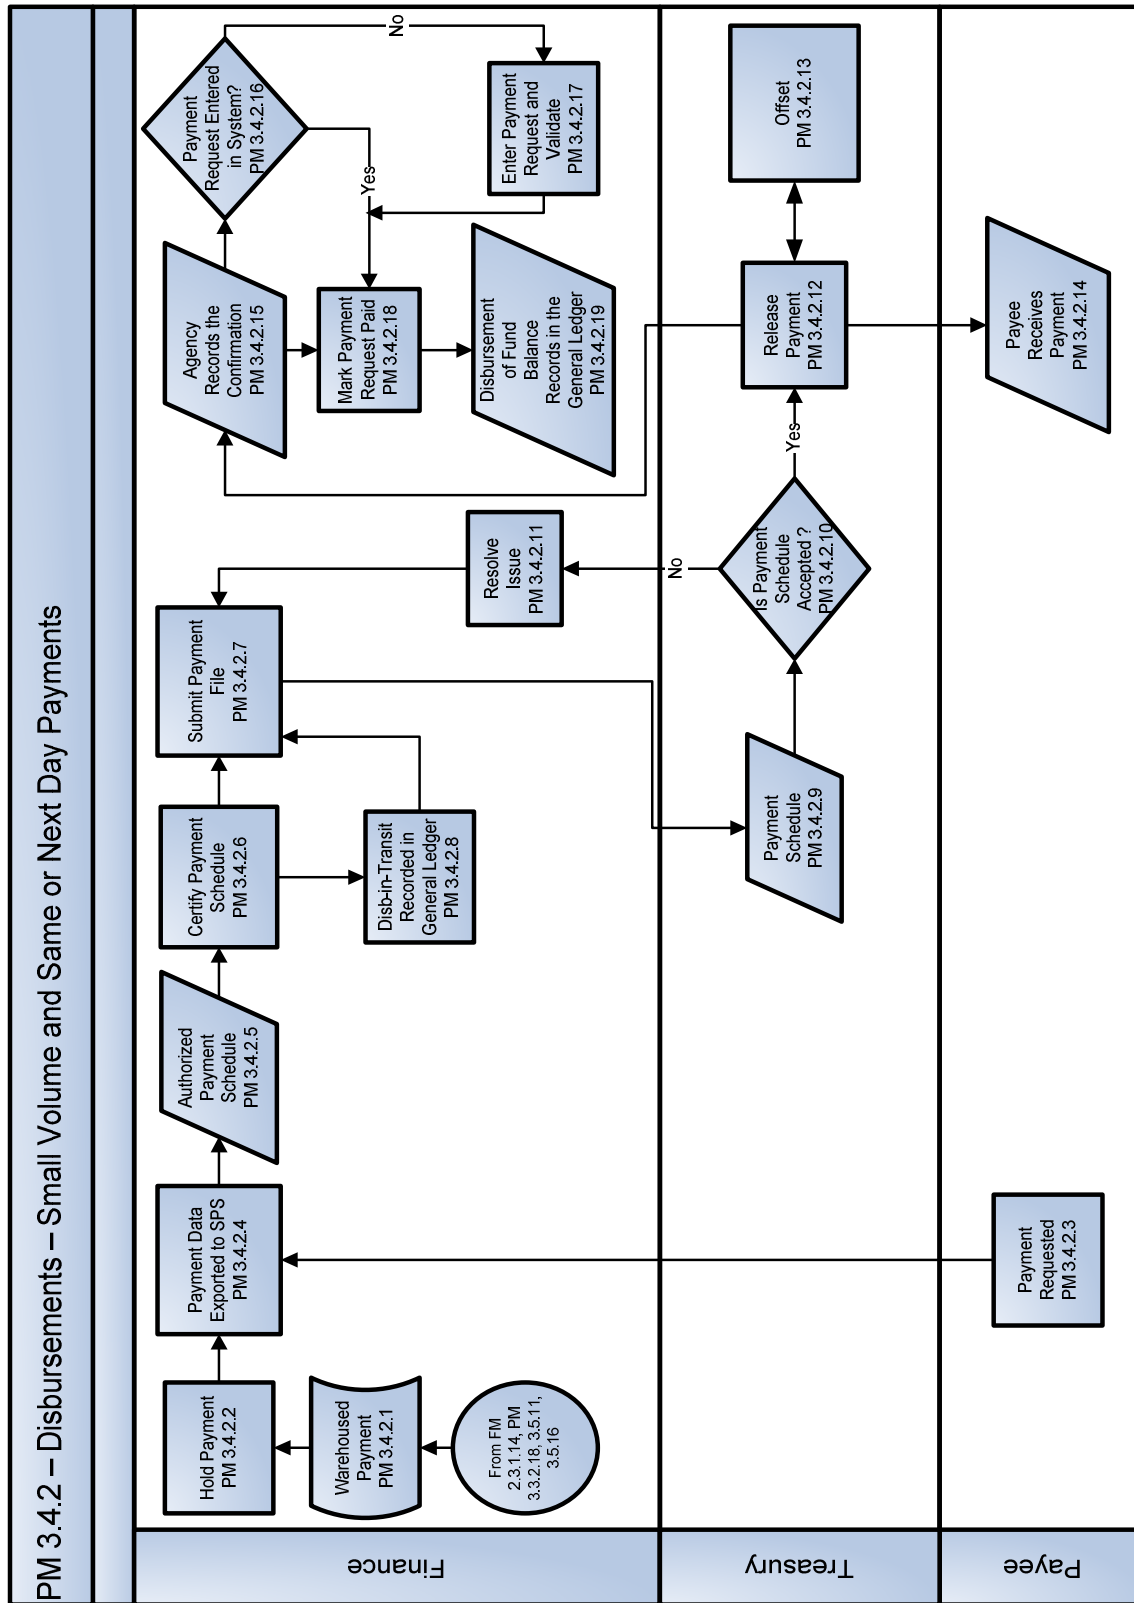 PM 3.4.2 – Disbursements – Small Volume and Same or Next Day Payments
Finance
From FM
2.3.1.14, PM
3.3.2.18, 3.5.11,
3.5.16
Warehoused
Payment
PM 3.4.2.1
Hold Payment
PM 3.4.2.2
Payment Data
Exported to SPS
PM 3.4.2.4
Authorized
Payment
Schedule
PM 3.4.2.5
Certify Payment
Schedule
PM 3.4.2.6
Disb-in-Transit
Recorded in
General Ledger
PM 3.4.2.8
Submit Payment
File
PM 3.4.2.7
Resolve
Issue
PM 3.4.2.11
Agency
Records the
Confirmation
PM 3.4.2.15
Mark Payment
Request Paid
PM 3.4.2.18
Disbursement
of Fund
Balance
Records in the
General Ledger
PM 3.4.2.19
Payment
Request Entered
in System?
PM 3.4.2.16
Yes
No
Enter Payment
Request and
Validate
PM 3.4.2.17
Treasury
Payment
Schedule
PM 3.4.2.9
Is Payment
Schedule
Accepted ?
PM 3.4.2.10
No
Yes
Release
Payment
PM 3.4.2.12
Offset
PM 3.4.2.13
Payee
Payment
Requested
PM 3.4.2.3
Payee
Receives
Payment
PM 3.4.2.14